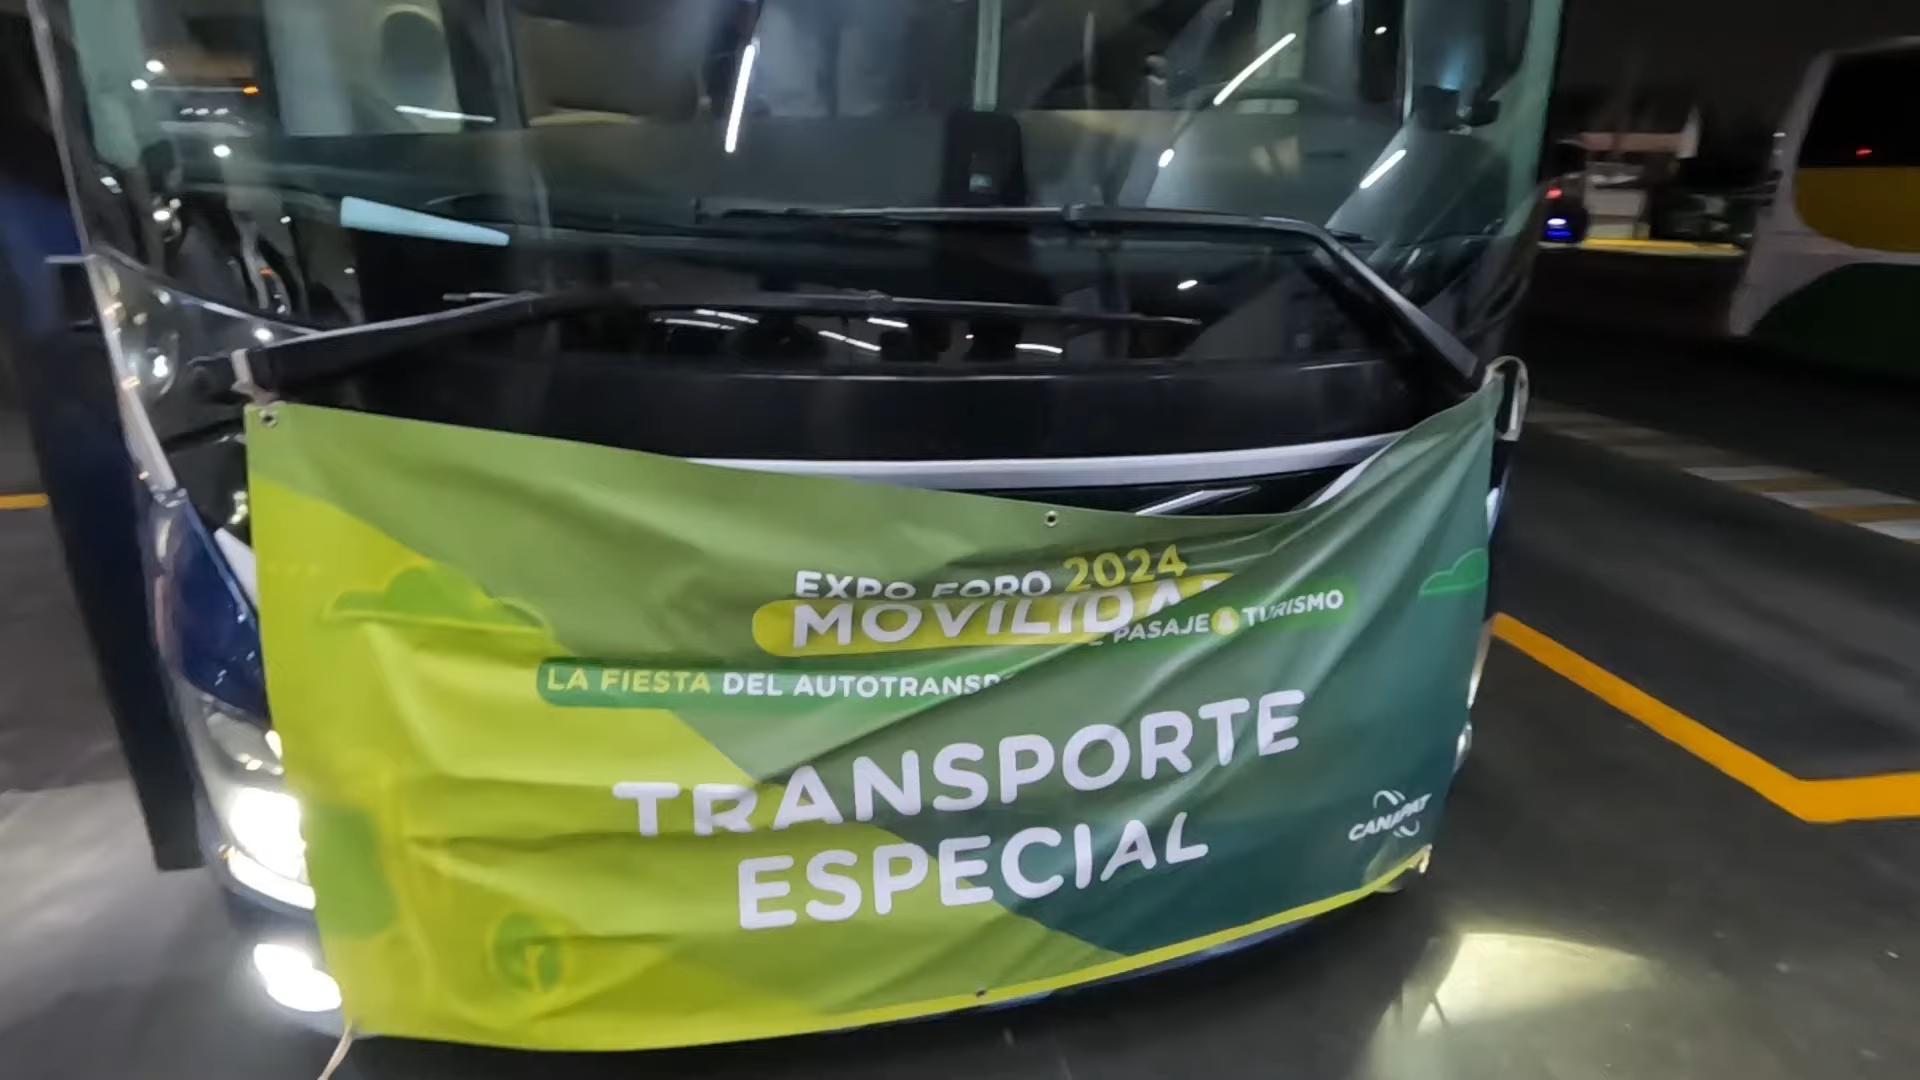 EXPO FORO 2024
MOVILIDA
PASAJE & TURISMO
LA FIESTA DEL AUTOTRANSP
TRANSPORTE
ESPECIAL
CANAPAT